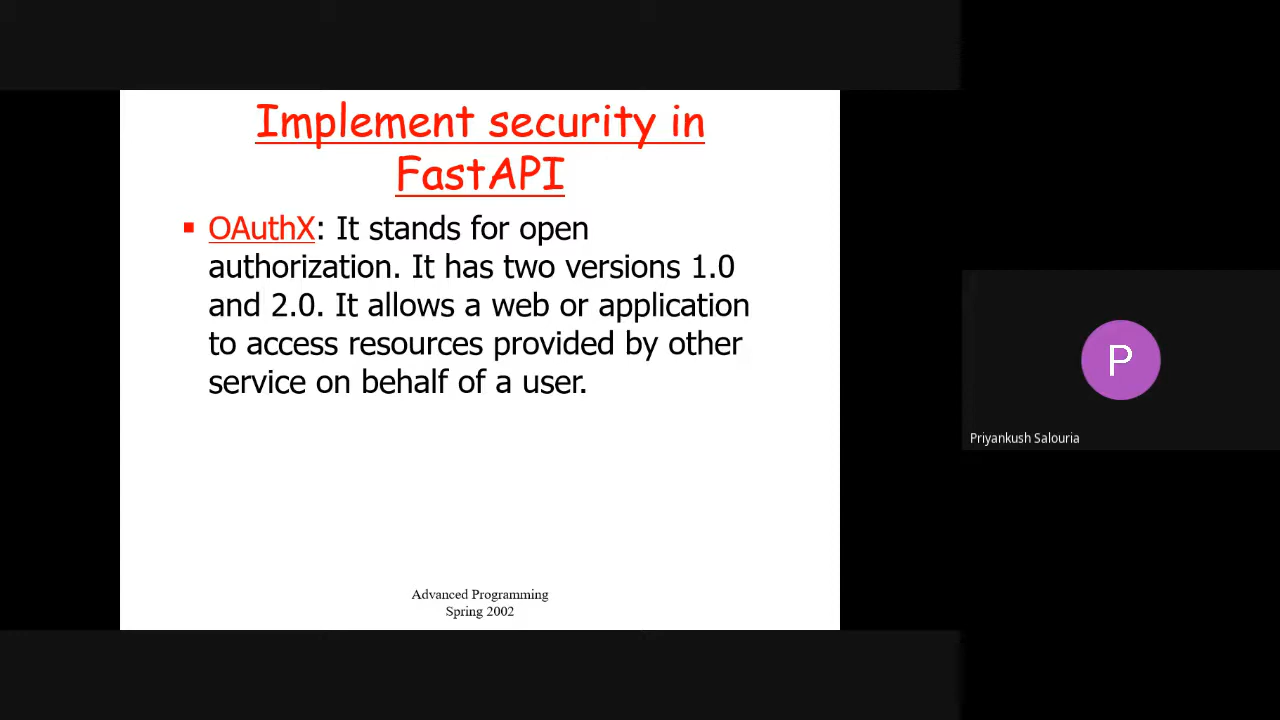 Implement security in
FastAPI
▪ OAuthX: It stands for open
authorization. It has two versions 1.0
and 2.0. It allows a web or application
to access resources provided by other
service on behalf of a user.
Advanced Programming
Spring 2002
P
Priyankush Salouria